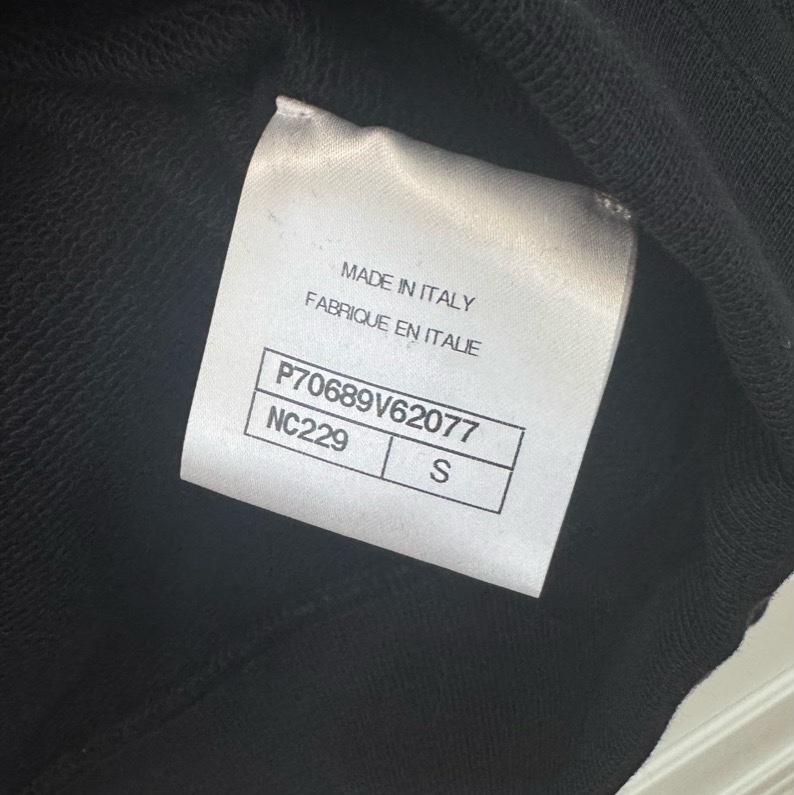 MADE IN ITALY
FABRIQUE EN ITALIE
P70689V62077
NC229 S